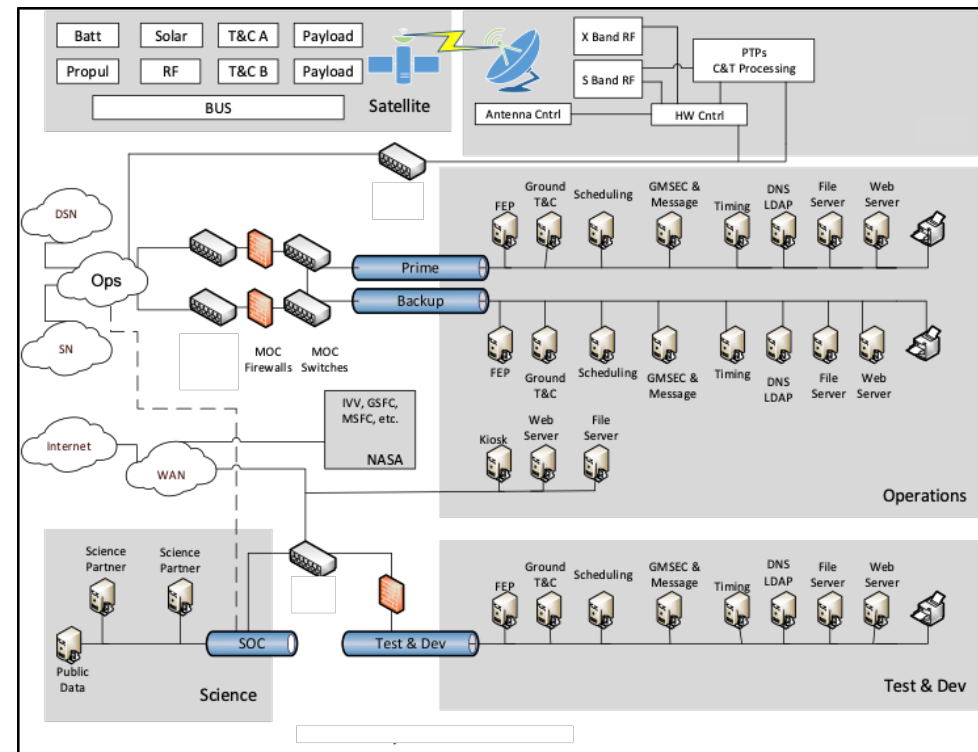 Batt
Solar
T&C A
Payload
Propul
RF
T&C B
Payload
BUS
Satellite
X Band RF
S Band RF
PTPs
C&T Processing
Antenna Cntrl
HW Cntrl
DSN
Ops
SN
MOC
Firewalls
MOC
Switches
Prime
Backup
FEP
Ground
T&C
Scheduling
GMSEC &
Message
Timing
DNS
LDAP
File
Server
Web
Server
FEP
Ground
T&C
Scheduling
GMSEC &
Message
Timing
DNS
LDAP
File
Server
Web
Server
Internet
WAN
IVV, GSFC,
MSFC, etc.
NASA
Kiosk
Web
Server
File
Server
Operations
Science
Partner
Science
Partner
Public
Data
SOC
Science
Test & Dev
FEP
Ground
T&C
Scheduling
GMSEC &
Message
Timing
DNS
LDAP
File
Server
Web
Server
Test & Dev